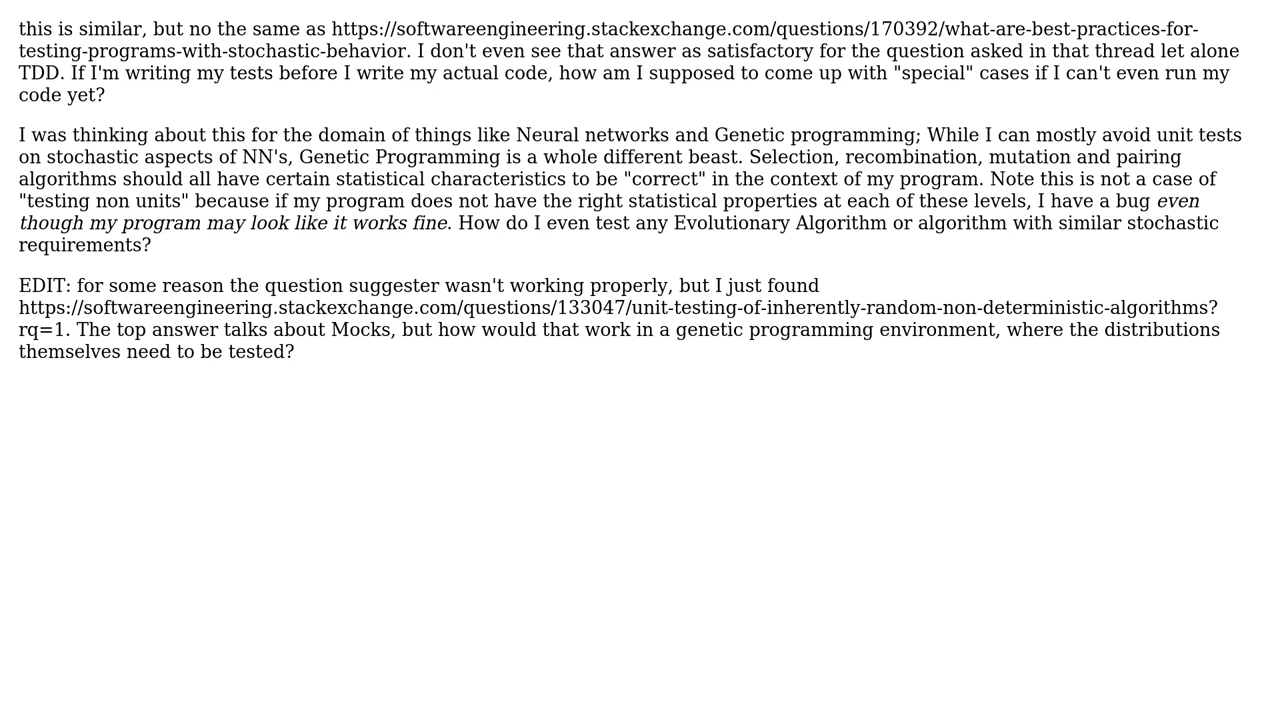 this is similar, but no the same as https://softwareengineering.stackexchange.com/questions/170392/what-are-best-practices-for-
testing-programs-with-stochastic-behavior. I don't even see that answer as satisfactory for the question asked in that thread let alone
TDD. If I'm writing my tests before I write my actual code, how am I supposed to come up with "special" cases if I can't even run my
code yet?
I was thinking about this for the domain of things like Neural networks and Genetic programming; While I can mostly avoid unit tests
on stochastic aspects of NN's, Genetic Programming is a whole different beast. Selection, recombination, mutation and pairing
algorithms should all have certain statistical characteristics to be "correct" in the context of my program. Note this is not a case of
"testing non units" because if my program does not have the right statistical properties at each of these levels, I have a bug even
though my program may look like it works fine. How do I even test any Evolutionary Algorithm or algorithm with similar stochastic
requirements?
EDIT: for some reason the question suggester wasn't working properly, but I just found
https://softwareengineering.stackexchange.com/questions/133047/unit-testing-of-inherently-random-non-deterministic-algorithms?
rq=1. The top answer talks about Mocks, but how would that work in a genetic programming environment, where the distributions
themselves need to be tested?